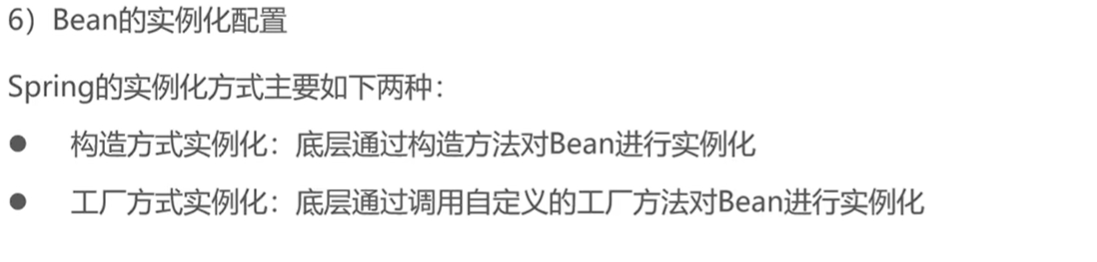 6）Bean的实例化配置
Spring的实例化方式主要如下两种：
● 构造方式实例化：底层通过构造方法对Bean进行实例化
● 工厂方式实例化：底层通过调用自定义的工厂方法对Bean进行实例化